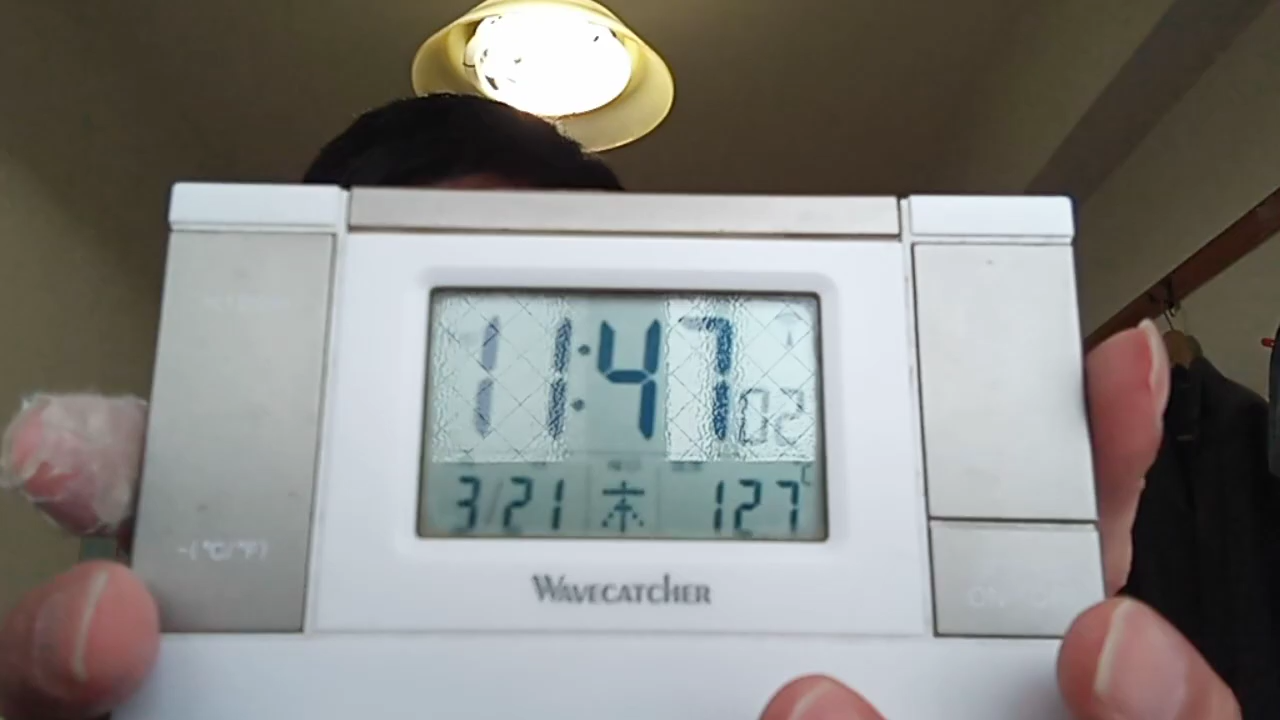 11:47 02
3/21 木 12.7 ℃
WAVECATCHER
-(℃/°F)